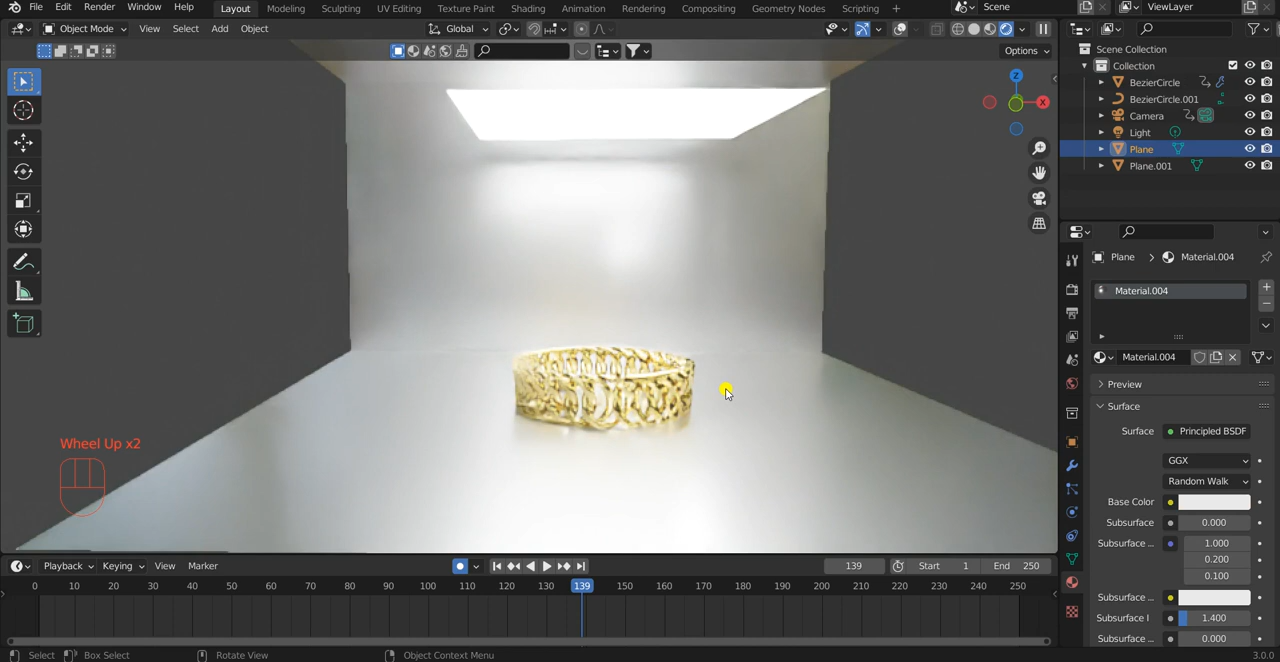 File Edit Render Window Help Layout Modeling Sculpting UV Editing Texture Paint Shading Animation Rendering Compositing Geometry Nodes Scripting + Scene ViewLayer
Object Mode View Select Add Object Global
Options
Scene Collection
Collection
BezierCircle
BezierCircle.001
Camera
Light
Plane
Plane.001
Z
X
Plane > Material.004
Material.004
Material.004
Preview
Surface
Surface Principled BSDF
GGX
Random Walk
Base Color
Subsurface 0.000
Subsurface ... 1.000
0.200
0.100
Subsurface ...
Subsurface I 1.400
Subsurface ... 0.000
Wheel Up x2
Playback Keying View Marker 139 Start 1 End 250
0 10 20 30 40 50 60 70 80 90 100 110 120 130 139 150 160 170 180 190 200 210 220 230 240 250
Select Box Select Rotate View Object Context Menu 3.0.0